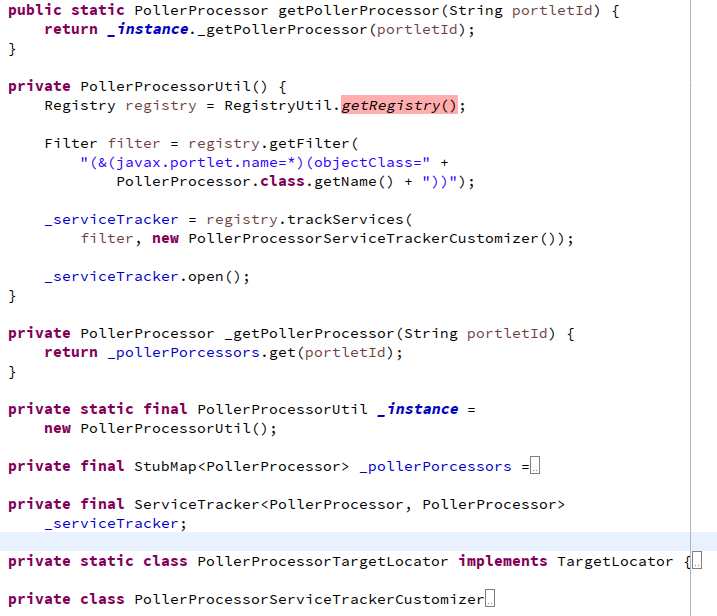 public static PollerProcessor getPollerProcessor(String portletId) {
return _instance._getPollerProcessor(portletId);
}
private PollerProcessorUtil() {
Registry registry = RegistryUtil.getRegistry();
Filter filter = registry.getFilter(
"(&(javax.portlet.name=*)(objectClass=" +
PollerProcessor.class.getName() + "))");
_serviceTracker = registry.trackServices(
filter, new PollerProcessorServiceTrackerCustomizer());
_serviceTracker.open();
}
private PollerProcessor _getPollerProcessor(String portletId) {
return _pollerPorcessors.get(portletId);
}
private static final PollerProcessorUtil _instance =
new PollerProcessorUtil();
private final StubMap<PollerProcessor> _pollerPorcessors =..
private final ServiceTracker<PollerProcessor, PollerProcessor>
_serviceTracker;
private static class PollerProcessorTargetLocator implements TargetLocator {..
private class PollerProcessorServiceTrackerCustomizer..